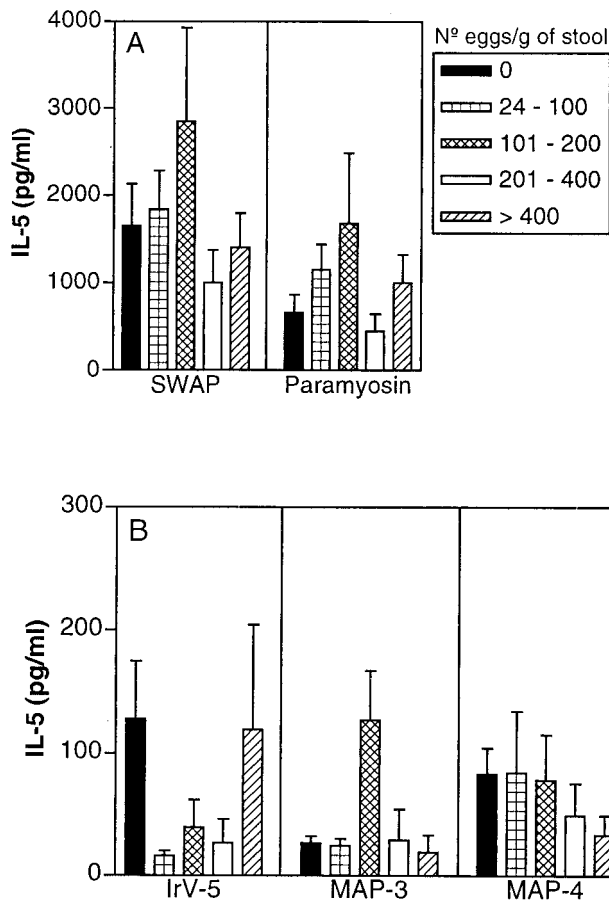 A
Nº eggs/g of stool
0
24 - 100
101 - 200
201 - 400
> 400
IL-5 (pg/ml)
4000
3000
2000
1000
0
SWAP
Paramyosin
B
IL-5 (pg/ml)
300
200
100
0
IrV-5
MAP-3
MAP-4